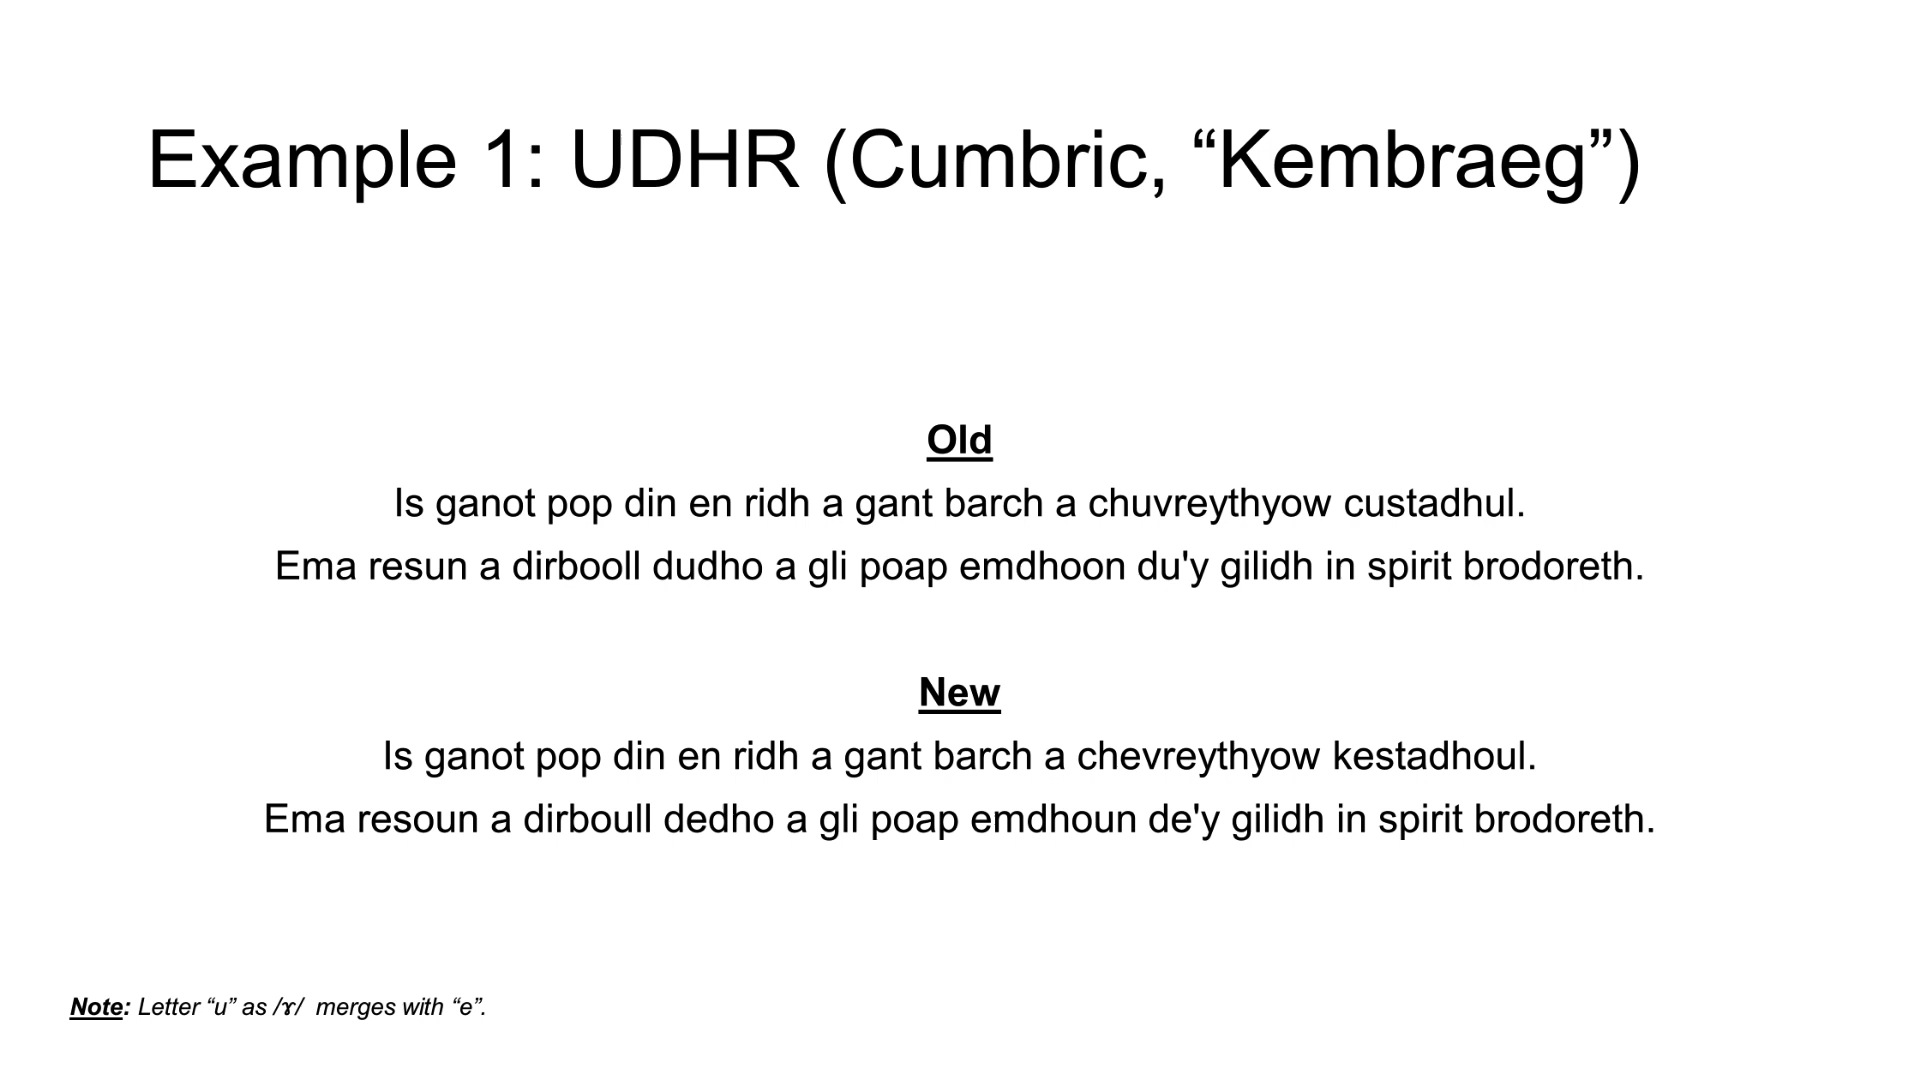 Example 1: UDHR (Cumbric, “Kembraeg”)
Old
Is ganot pop din en ridh a gant barch a chuvreythyow custadhul.
Ema resun a dirbooll dudho a gli poap emdhoon du'y gilidh in spirit brodoreth.
New
Is ganot pop din en ridh a gant barch a chevreythyow kestadhoul.
Ema resoun a dirboull dedho a gli poap emdhoun de'y gilidh in spirit brodoreth.
Note: Letter “u” as /ɤ/ merges with “e”.